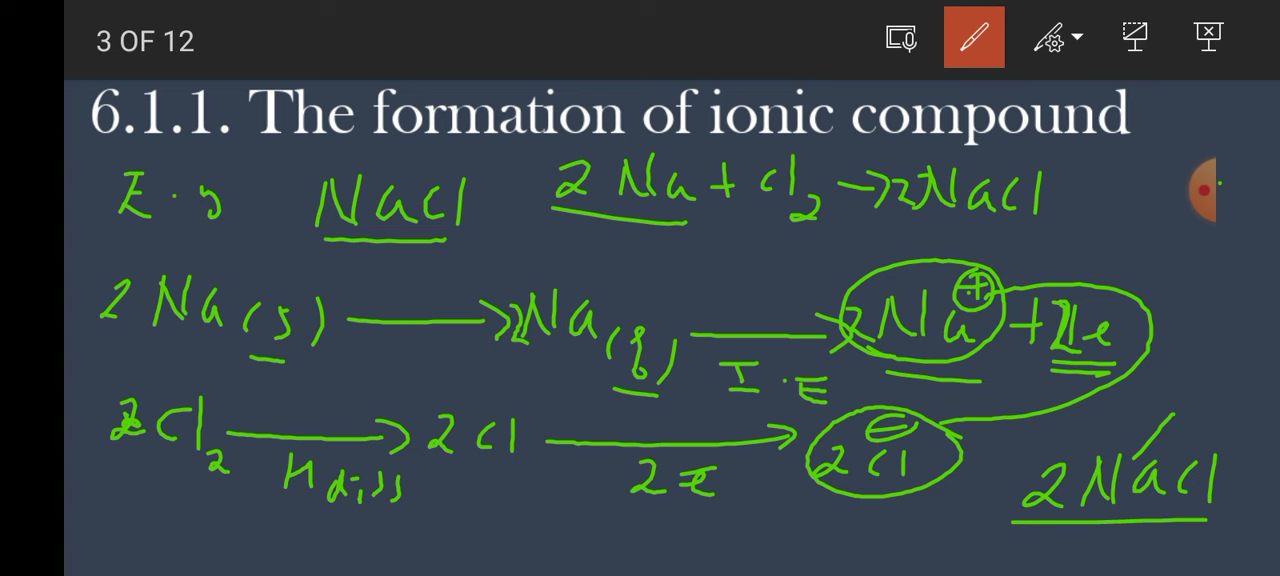 3 OF 12
6.1.1. The formation of ionic compound
E.g NaCl 2Na + Cl₂ → 2NaCl
2Na(s) → 2Na(g) → 2Na⁺ + 2e
I.E
Cl₂ → 2Cl → 2Cl⁻
H diss 2e
2NaCl